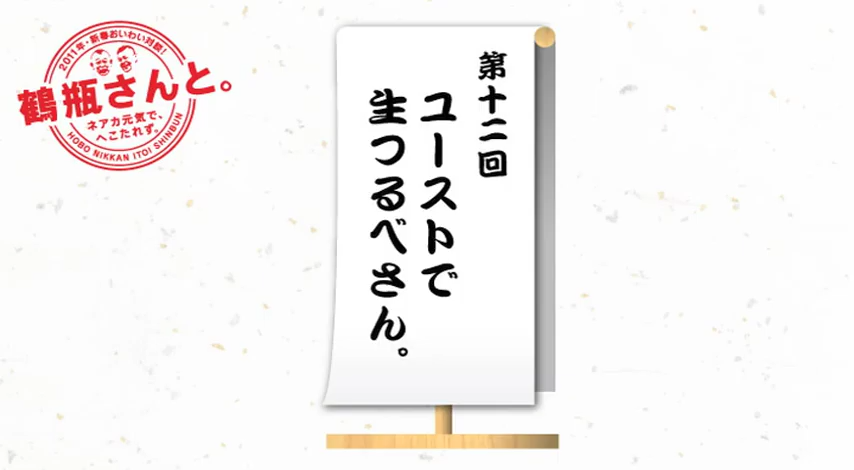 2011年・新春おいわい対談!
鶴瓶さんと。
ネアカ元気で、
へこたれず。
HOBO NIKKAN ITOI SHINBUN
第十二回
ユーストで
生つるべさん。